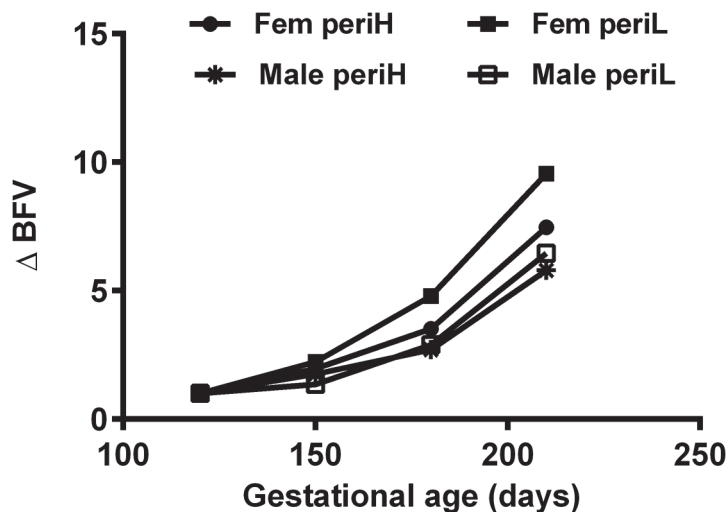 Fem periH Fem periL
Male periH Male periL
15
10
5
0
Δ BFV
100 150 200 250
Gestational age (days)